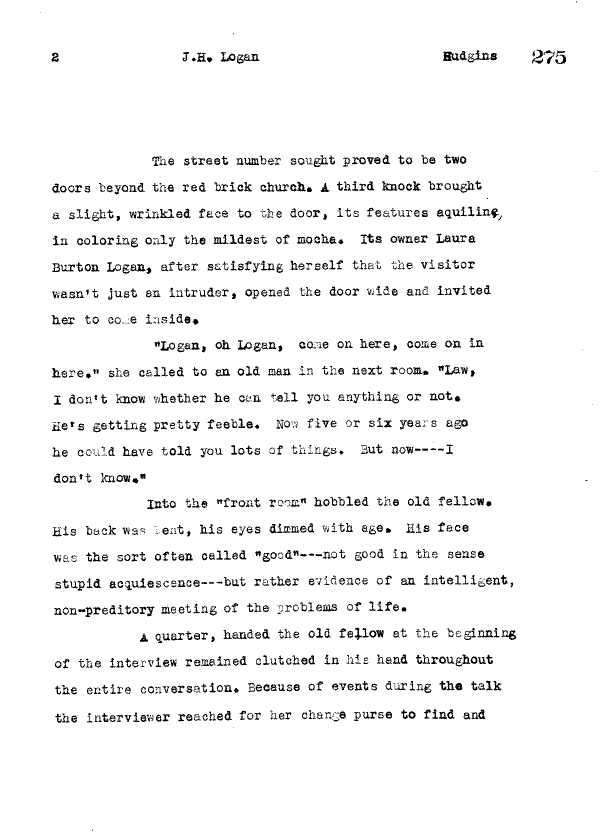 2 J.H. Logan Hudgins 275
The street number sought proved to be two
doors beyond the red brick church. A third knock brought
a slight, wrinkled face to the door, its features aquiline,
in coloring only the mildest of mocha. Its owner Laura
Burton Logan, after satisfying herself that the visitor
wasn't just an intruder, opened the door wide and invited
her to come inside.
"Logan, oh Logan, come on here, come on in
here." she called to an old man in the next room. "Law,
I don't know whether he can tell you anything or not.
He's getting pretty feeble. Now five or six years ago
he could have told you lots of things. But now----I
don't know."
Into the "front room" hobbled the old fellow.
His back was bent, his eyes dimmed with age. His face
was the sort often called "good"---not good in the sense
stupid acquiescence---but rather evidence of an intelligent,
non-preditory meeting of the problems of life.
A quarter, handed the old fellow at the beginning
of the interview remained clutched in his hand throughout
the entire conversation. Because of events during the talk
the interviewer reached for her change purse to find and